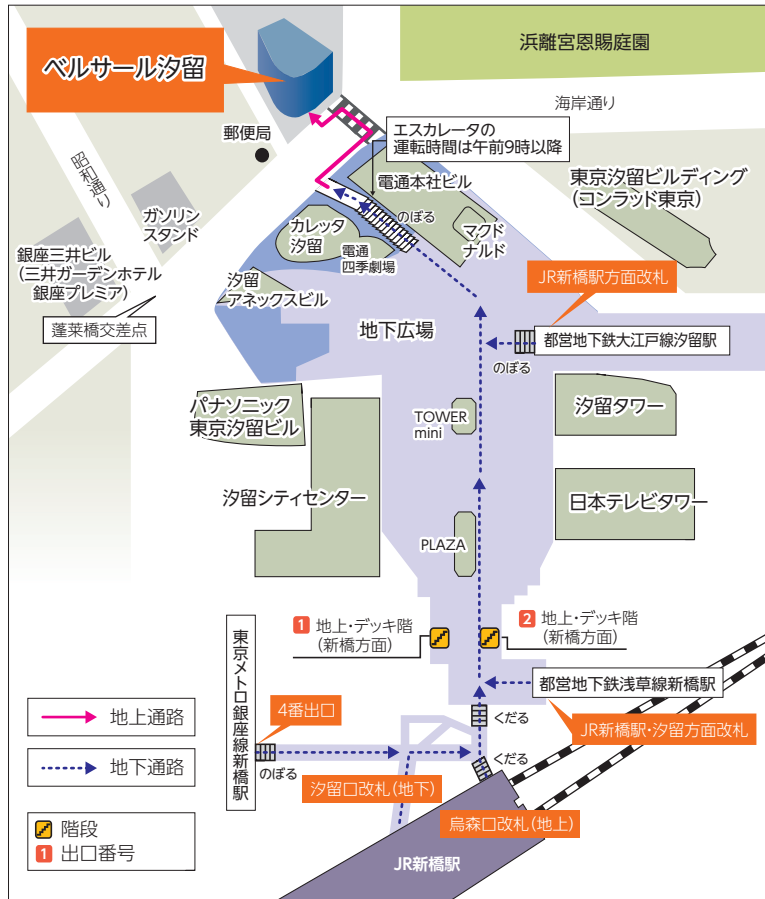 浜離宮恩賜庭園
ベルサール汐留
海岸通り
エスカレータの
運転時間は午前9時以降
郵便局
昭和通り
電通本社ビル
東京汐留ビルディング
(コンラッド東京)
ガソリン
スタンド
カレッタ
汐留
のぼる
マクド
ナルド
電通
四季劇場
銀座三井ビル
(三井ガーデンホテル
銀座プレミア)
汐留
アネックスビル
JR新橋駅方面改札
蓬莱橋交差点
地下広場
都営地下鉄大江戸線汐留駅
のぼる
パナソニック
東京汐留ビル
TOWER
mini
汐留タワー
汐留シティセンター
日本テレビタワー
PLAZA
1 地上・デッキ階
(新橋方面)
2 地上・デッキ階
(新橋方面)
東京メトロ銀座線新橋駅
都営地下鉄浅草線新橋駅
地上通路
4番出口
くだる
JR新橋駅・汐留方面改札
地下通路
のぼる
くだる
汐留口改札(地下)
烏森口改札(地上)
階段
1 出口番号
JR新橋駅